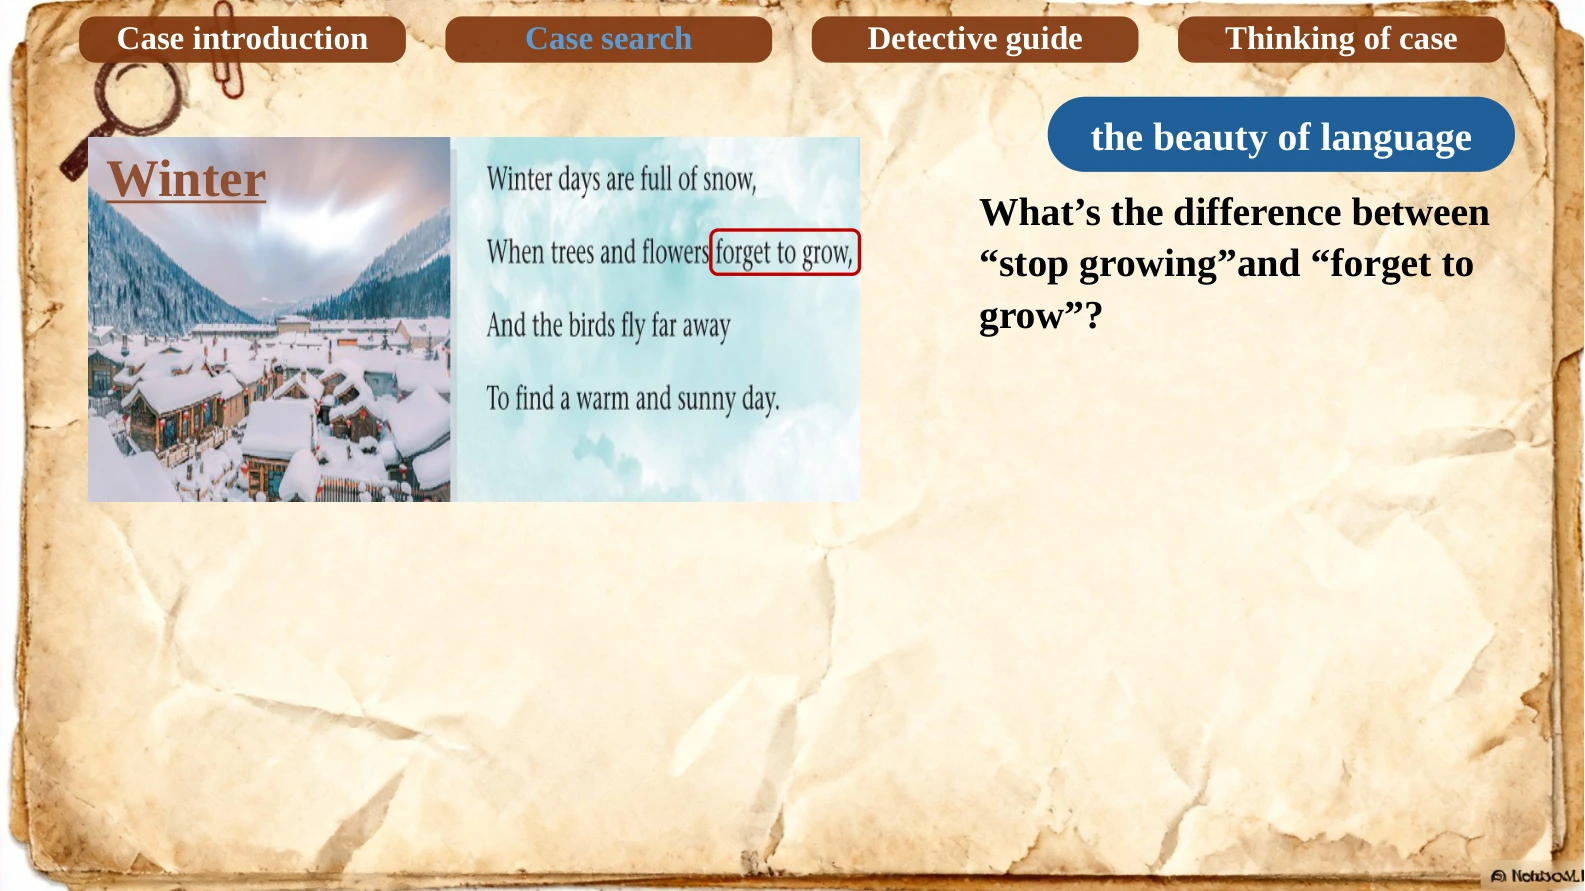 Case introduction
Case search
Detective guide
Thinking of case
the beauty of language
Winter
Winter days are full of snow,
When trees and flowers forget to grow,
And the birds fly far away
To find a warm and sunny day.
What’s the difference between
“stop growing”and “forget to
grow”?